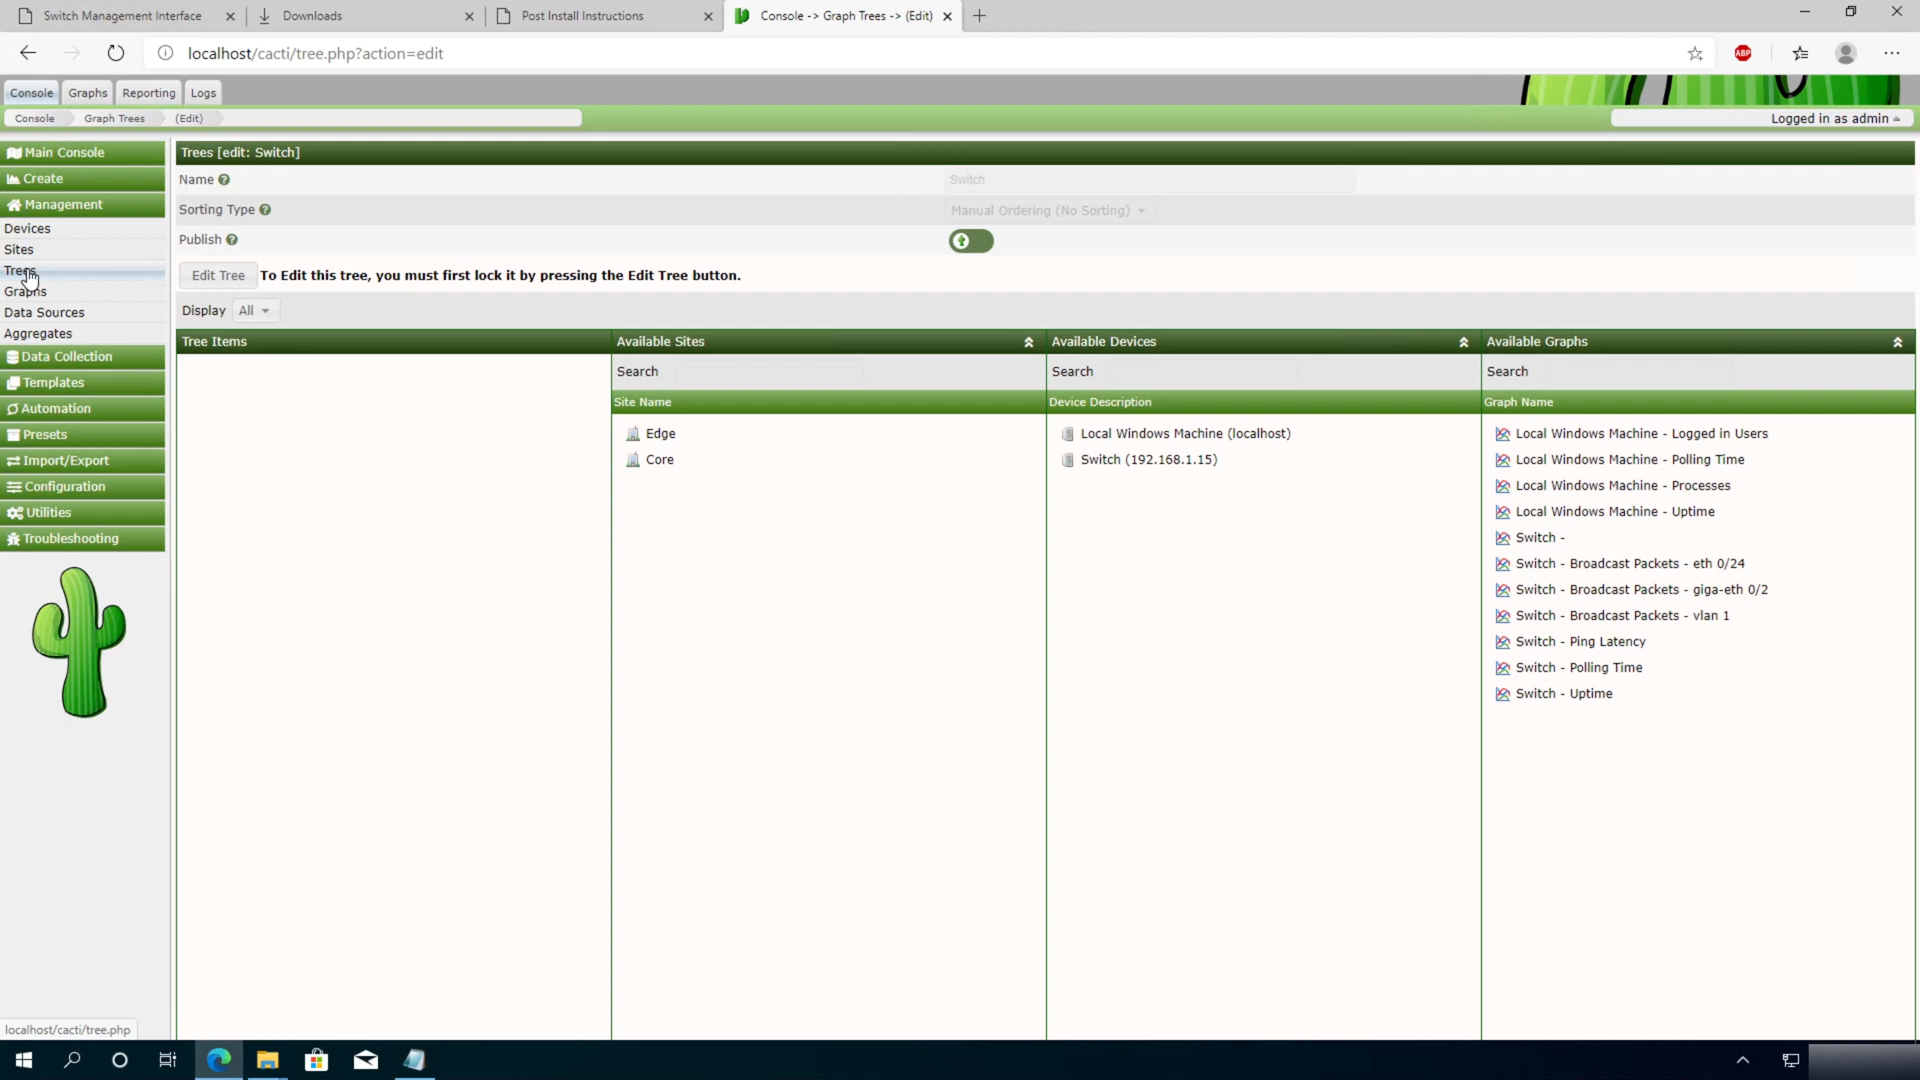 Switch Management Interface
Downloads
Post Install Instructions
Console -> Graph Trees -> (Edit)
localhost/cacti/tree.php?action=edit
ABP
Console Graphs Reporting Logs
Console Graph Trees (Edit)
Logged in as admin
Main Console
Create
Management
Devices
Sites
Trees
Graphs
Data Sources
Aggregates
Data Collection
Templates
Automation
Presets
Import/Export
Configuration
Utilities
Troubleshooting
Trees [edit: Switch]
Name
Switch
Sorting Type
Manual Ordering (No Sorting)
Publish
Edit Tree
To Edit this tree, you must first lock it by pressing the Edit Tree button.
Display All
Tree Items
Available Sites
Search
Site Name
Edge
Core
Available Devices
Search
Device Description
Local Windows Machine (localhost)
Switch (192.168.1.15)
Available Graphs
Search
Graph Name
Local Windows Machine - Logged in Users
Local Windows Machine - Polling Time
Local Windows Machine - Processes
Local Windows Machine - Uptime
Switch -
Switch - Broadcast Packets - eth 0/24
Switch - Broadcast Packets - giga-eth 0/2
Switch - Broadcast Packets - vlan 1
Switch - Ping Latency
Switch - Polling Time
Switch - Uptime
localhost/cacti/tree.php